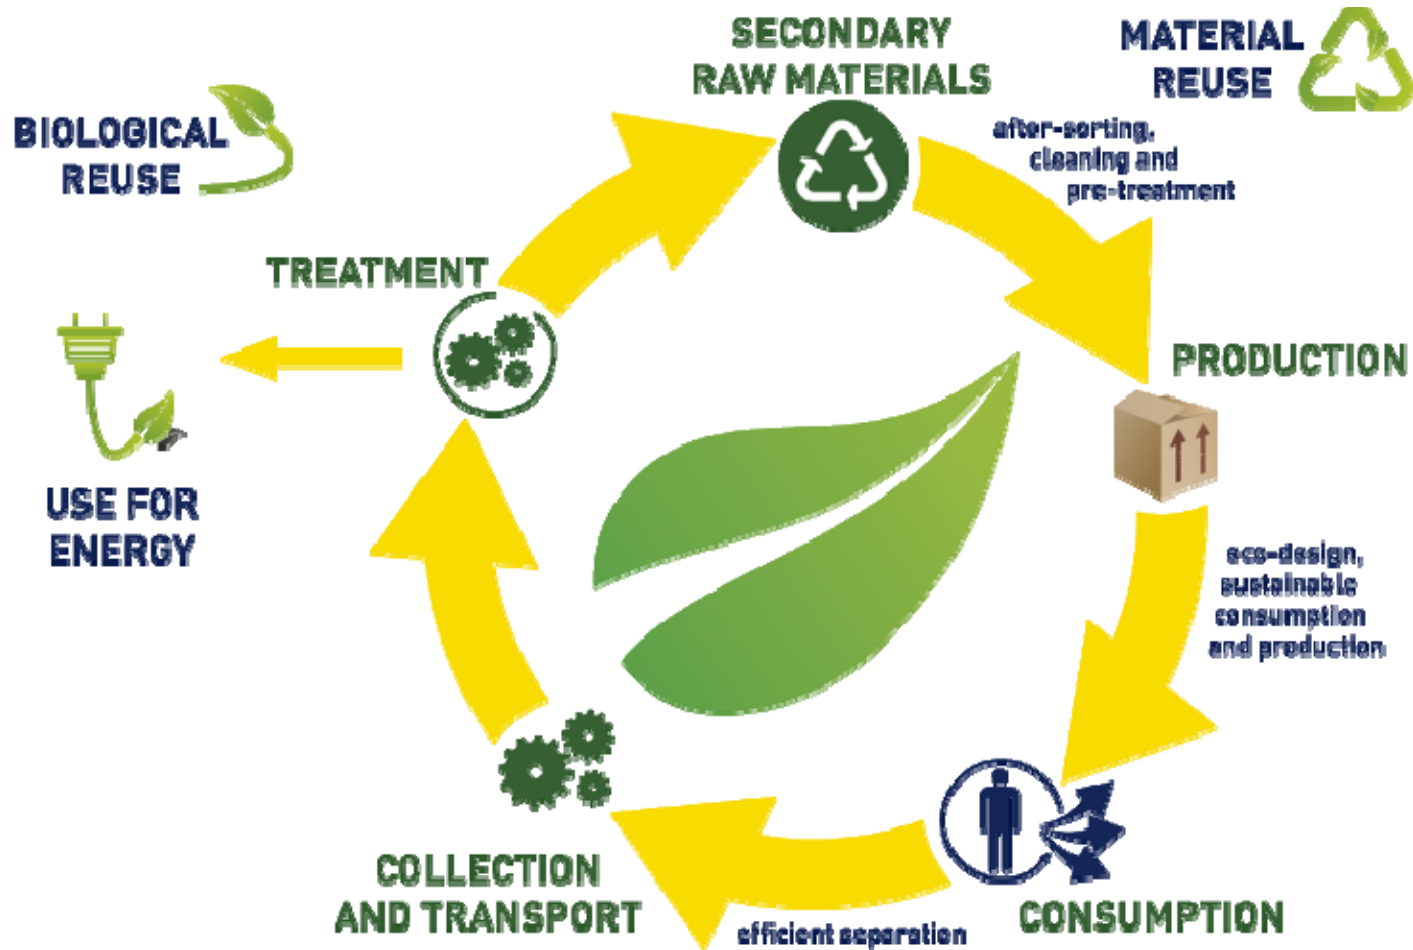 SECONDARY
RAW MATERIALS
MATERIAL
REUSE
BIOLOGICAL
REUSE
after-sorting,
cleaning and
pre-treatment
TREATMENT
PRODUCTION
USE FOR
ENERGY
eco-design,
sustainable
consumption
and production
COLLECTION
AND TRANSPORT
CONSUMPTION
efficient separation